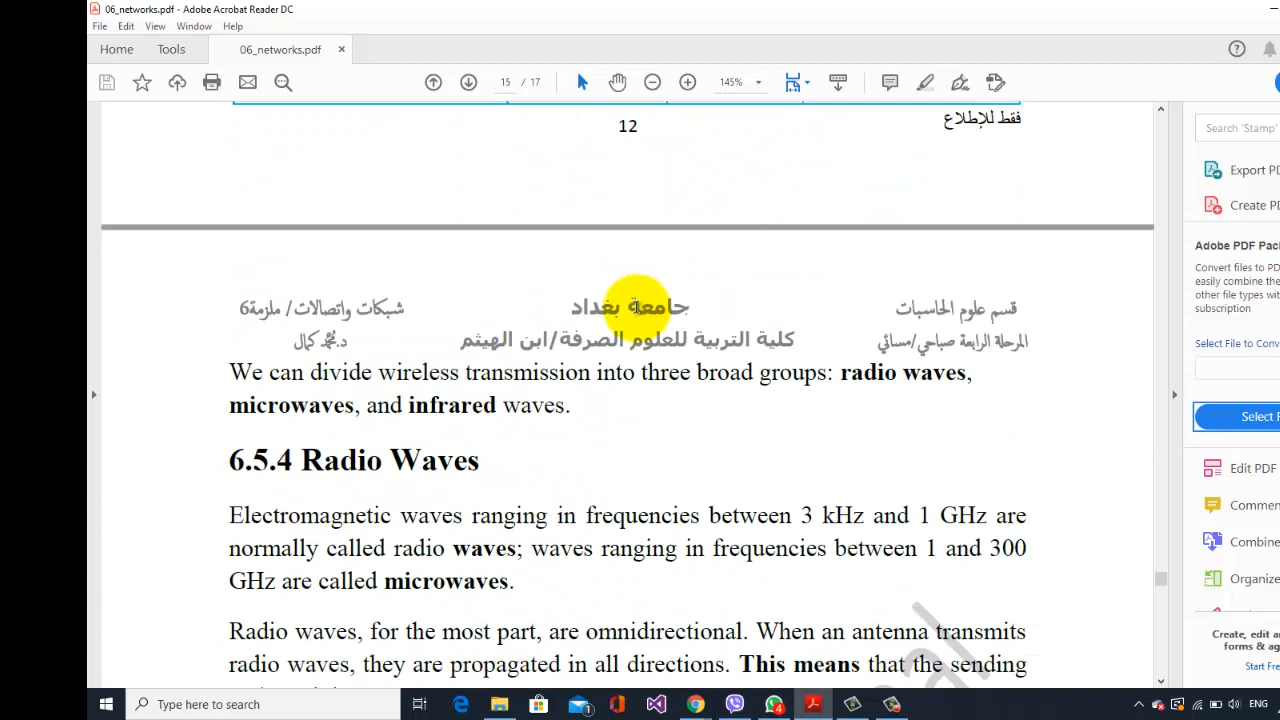 06_networks.pdf - Adobe Acrobat Reader DC
File Edit View Window Help
Home Tools 06_networks.pdf ×
15 / 17 145%
Search 'Stamp'
12 فقط للإطلاع
Export PD
Create PD
Adobe PDF Pack
Convert files to PD
easily combine the
other file types wit
subscription
Select File to Conv
Select F
Edit PDF
Comme
Combine
Organize
Create, edit an
forms & ag
Start Free
قسم علوم الحاسبات جامعة بغداد شبكات واتصالات/ ملزمة6
المرحلة الرابعة صباحي/مسائي كلية التربية للعلوم الصرفة/ابن الهيثم د.محمد كمال
We can divide wireless transmission into three broad groups: radio waves,
microwaves, and infrared waves.
6.5.4 Radio Waves
Electromagnetic waves ranging in frequencies between 3 kHz and 1 GHz are
normally called radio waves; waves ranging in frequencies between 1 and 300
GHz are called microwaves.
Radio waves, for the most part, are omnidirectional. When an antenna transmits
radio waves, they are propagated in all directions. This means that the sending
Type here to search
1 4 ENG